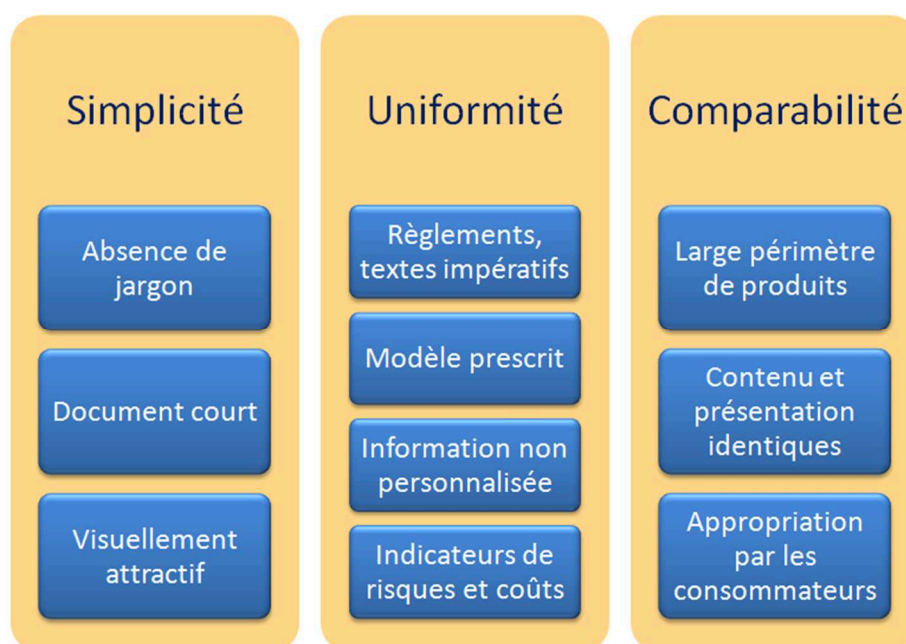 Simplicité
Absence de
jargon
Document court
Visuellement
attractif
Uniformité
Règlements,
textes impératifs
Modèle prescrit
Information non
personnalisée
Indicateurs de
risques et coûts
Comparabilité
Large périmètre
de produits
Contenu et
présentation
identiques
Appropriation
par les
consommateurs